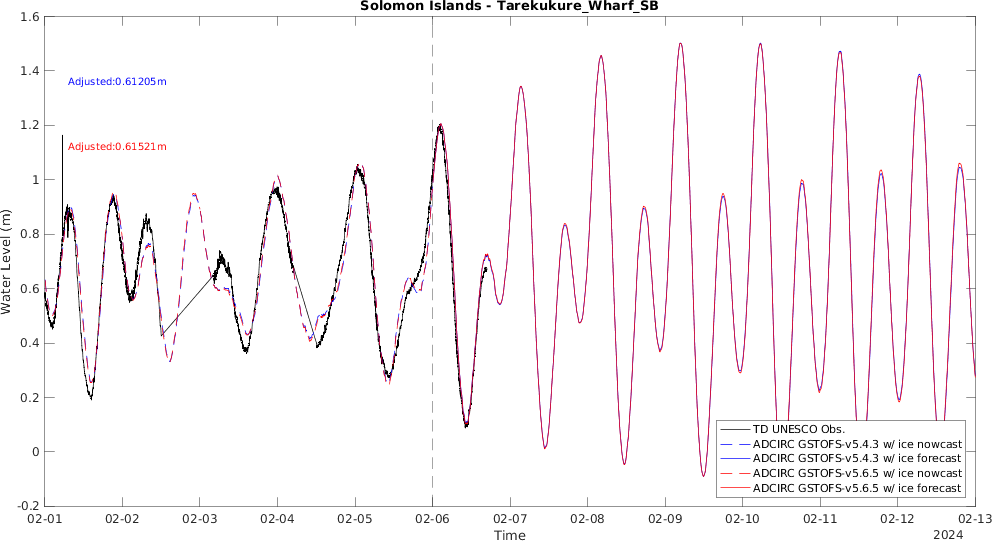 Solomon Islands - Tarekukure_Wharf_SB
Adjusted:0.61205m
Adjusted:0.61521m
Water Level (m)
1.6
1.4
1.2
1
0.8
0.6
0.4
0.2
0
-0.2
TD UNESCO Obs.
ADCIRC GSTOFS-v5.4.3 w/ ice nowcast
ADCIRC GSTOFS-v5.4.3 w/ ice forecast
ADCIRC GSTOFS-v5.6.5 w/ ice nowcast
ADCIRC GSTOFS-v5.6.5 w/ ice forecast
02-01 02-02 02-03 02-04 02-05 02-06 02-07 02-08 02-09 02-10 02-11 02-12 02-13
Time
2024